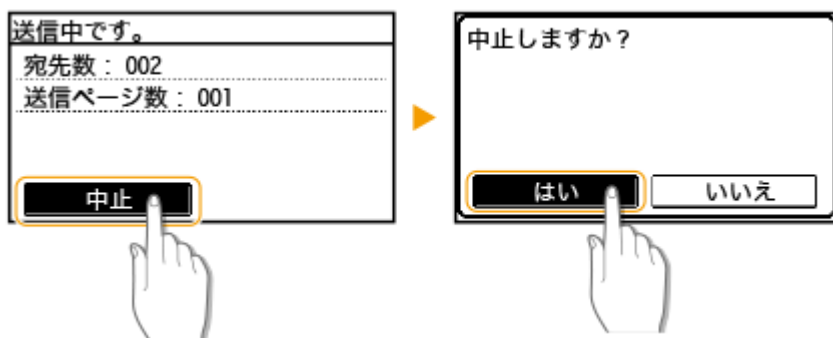 送信中です。
宛先数： 002
送信ページ数： 001
中止
中止しますか？
はい
いいえ